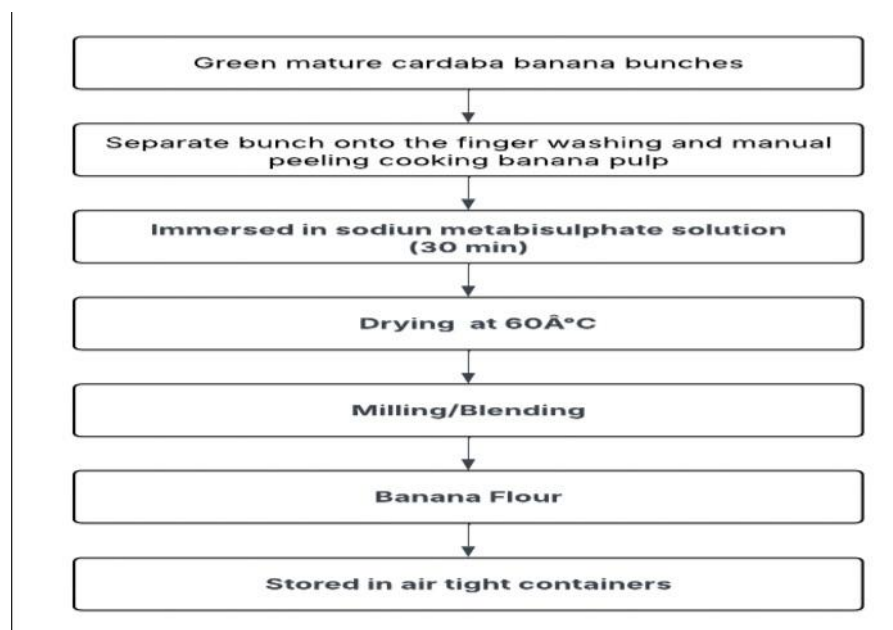 Green mature cardaba banana bunches
Separate bunch onto the finger washing and manual
peeling cooking banana pulp
Immersed in sodiun metabisulphate solution
(30 min)
Drying at 60Â°C
Milling/Blending
Banana Flour
Stored in air tight containers